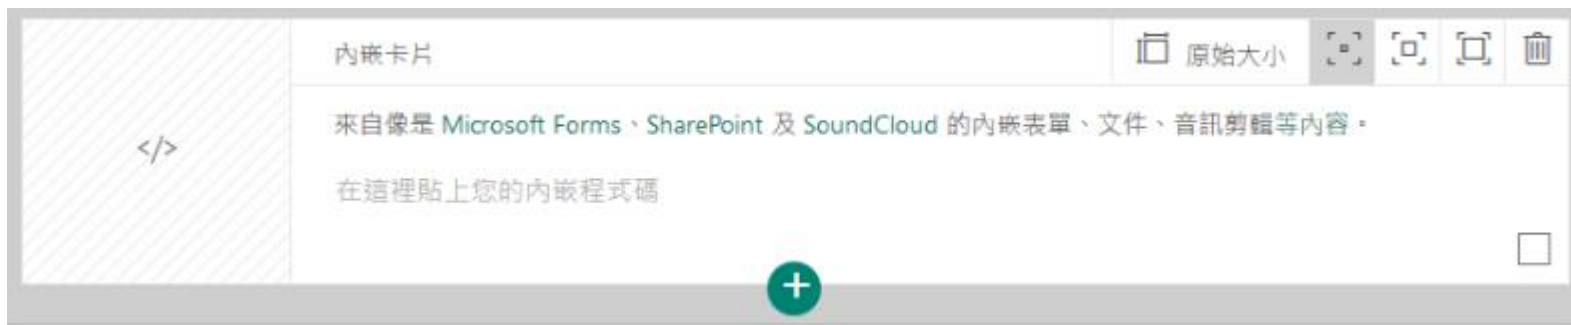 內嵌卡片
原始大小
來自像是 Microsoft Forms、SharePoint 及 SoundCloud 的內嵌表單、文件、音訊剪輯等內容。
</>
在這裡貼上您的內嵌程式碼